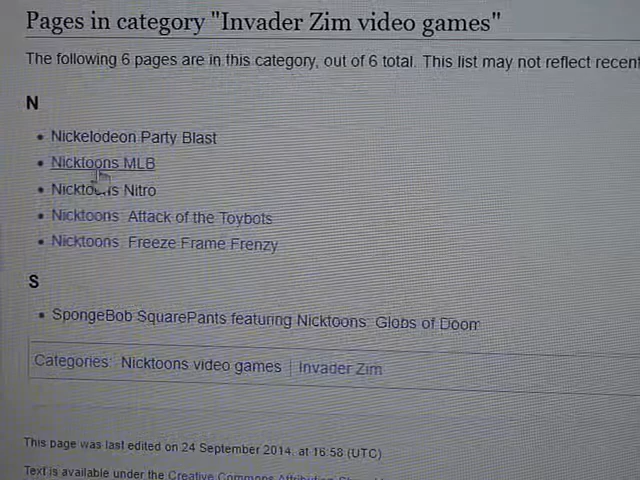 Pages in category "Invader Zim video games"
The following 6 pages are in this category, out of 6 total. This list may not reflect recent
N
Nickelodeon Party Blast
Nicktoons MLB
Nicktoons Nitro
Nicktoons: Attack of the Toybots
Nicktoons: Freeze Frame Frenzy
S
SpongeBob SquarePants featuring Nicktoons: Globs of Doom
Categories: Nicktoons video games | Invader Zim
This page was last edited on 24 September 2014, at 16:58 (UTC)
Text is available under the Creative Commons Attribution